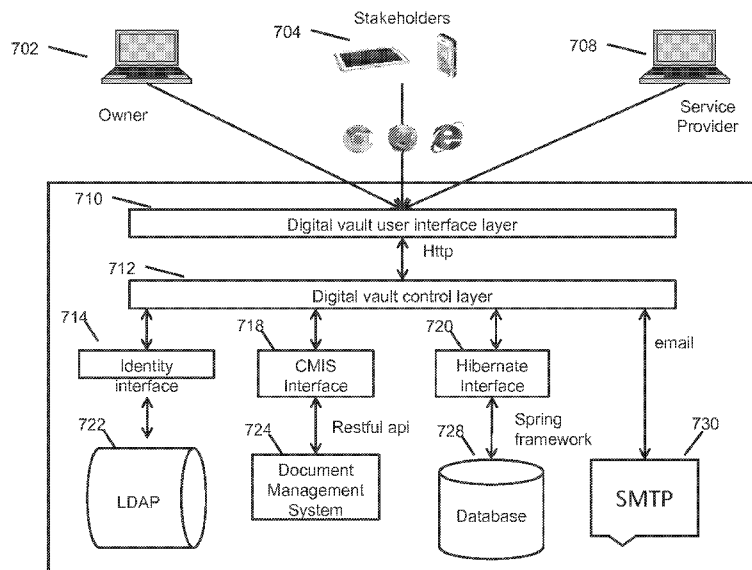 Stakeholders
702
704
708
Owner
Service
Provider
710
Digital vault user interface layer
Http
712
Digital vault control layer
714
718
720
email
Identity
interface
CMIS
Interface
Hibernate
Interface
722
724
Restful api
728
Spring
framework
730
LDAP
Document
Management
System
Database
SMTP